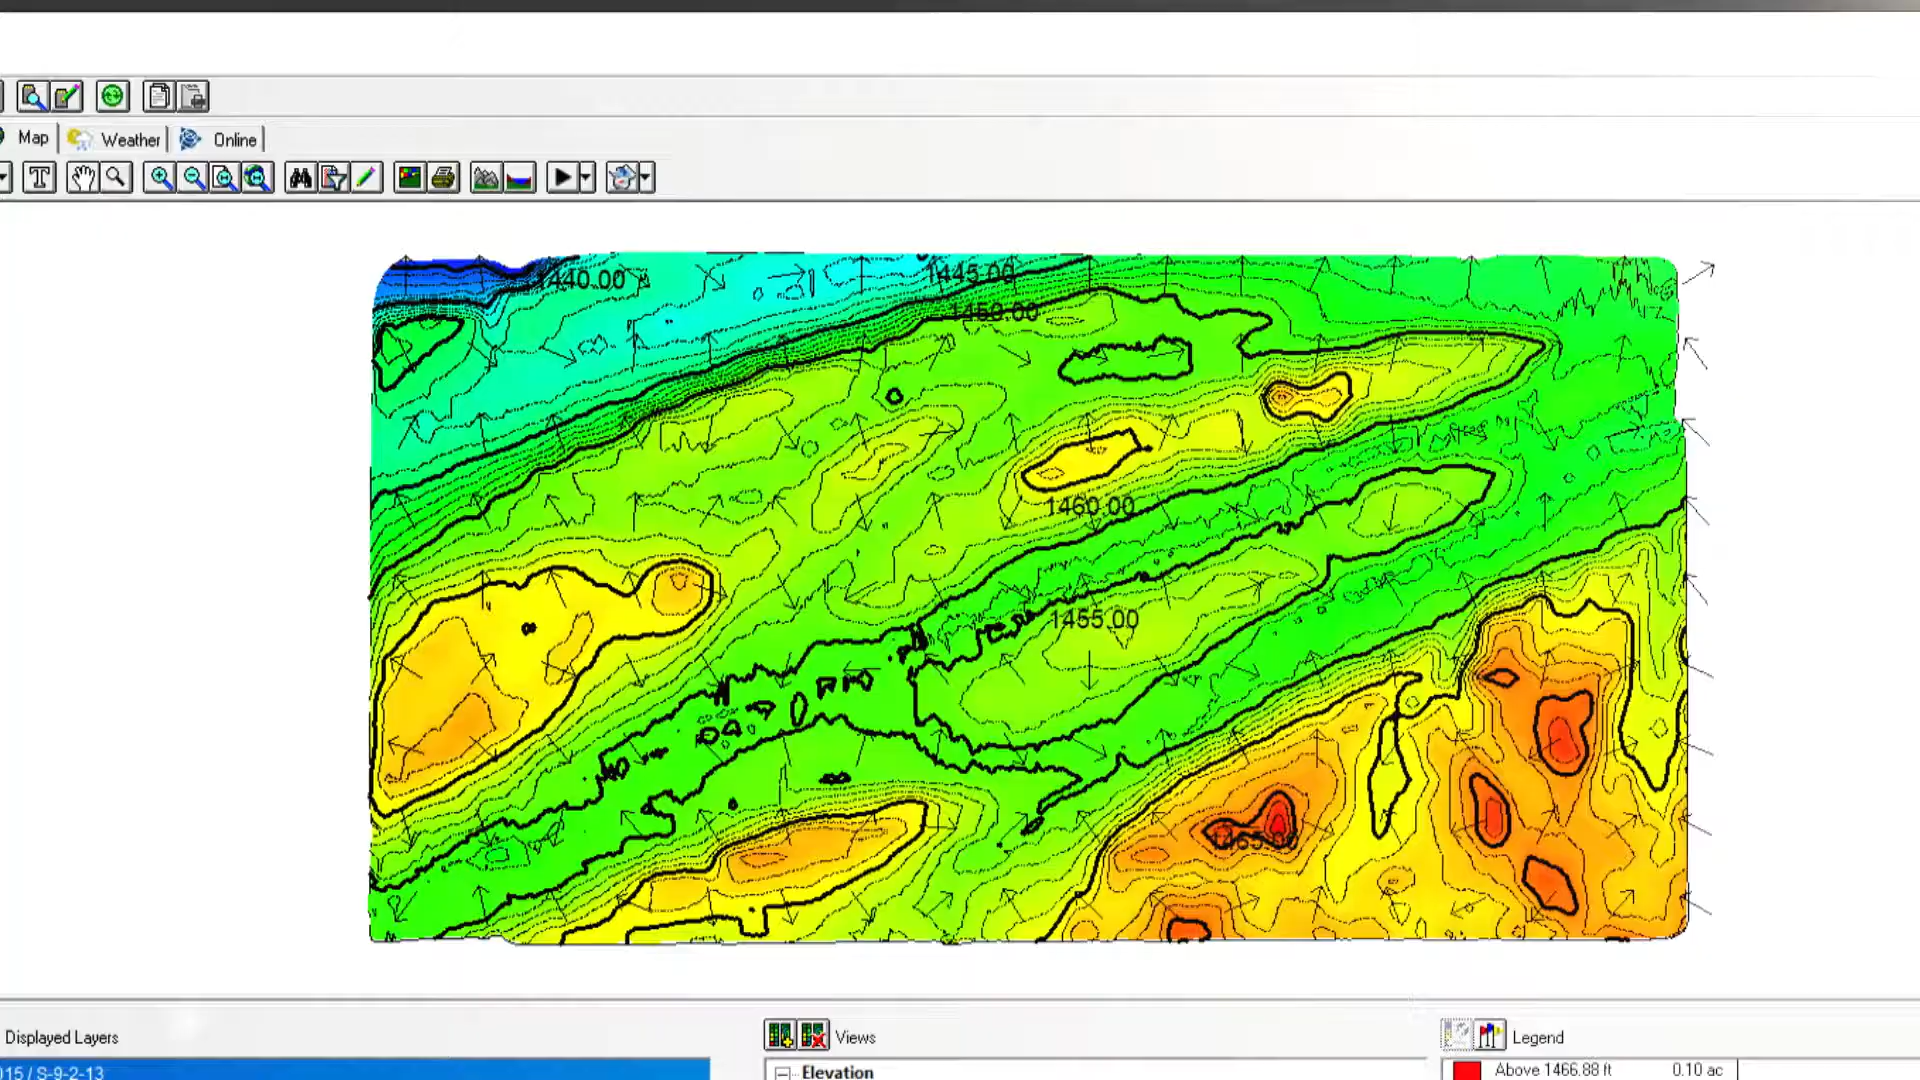 Map
Weather
Online
1440.00
1445.00
1450.00
1460.00
1455.00
1465.00
Displayed Layers
Views
Legend
015 / S-9-2-13
Elevation
Above 1466.88 ft
0.10 ac